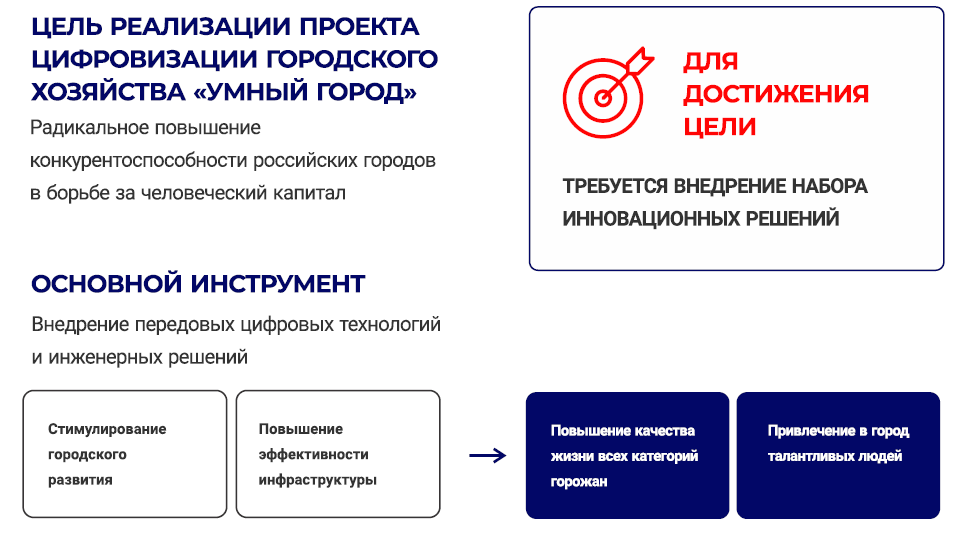 ЦЕЛЬ РЕАЛИЗАЦИИ ПРОЕКТА
ЦИФРОВИЗАЦИИ ГОРОДСКОГО
ХОЗЯЙСТВА «УМНЫЙ ГОРОД»
Радикальное повышение
конкурентоспособности российских городов
в борьбе за человеческий капитал
ДЛЯ
ДОСТИЖЕНИЯ
ЦЕЛИ
ТРЕБУЕТСЯ ВНЕДРЕНИЕ НАБОРА
ИННОВАЦИОННЫХ РЕШЕНИЙ
ОСНОВНОЙ ИНСТРУМЕНТ
Внедрение передовых цифровых технологий
и инженерных решений
Стимулирование
городского
развития
Повышение
эффективности
инфраструктуры
Повышение качества
жизни всех категорий
горожан
Привлечение в город
талантливых людей